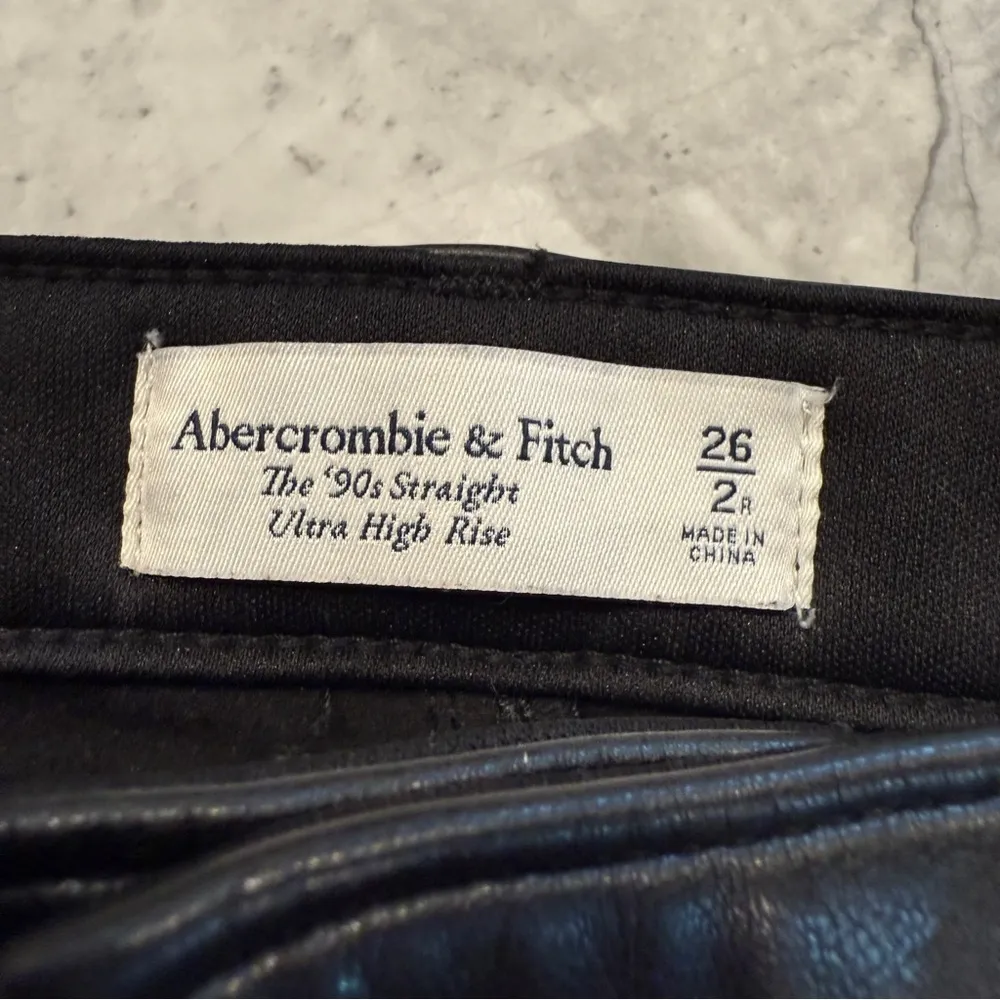 Abercrombie & Fitch
The ‘90s Straight
Ultra High Rise
26
2R
MADE IN
CHINA